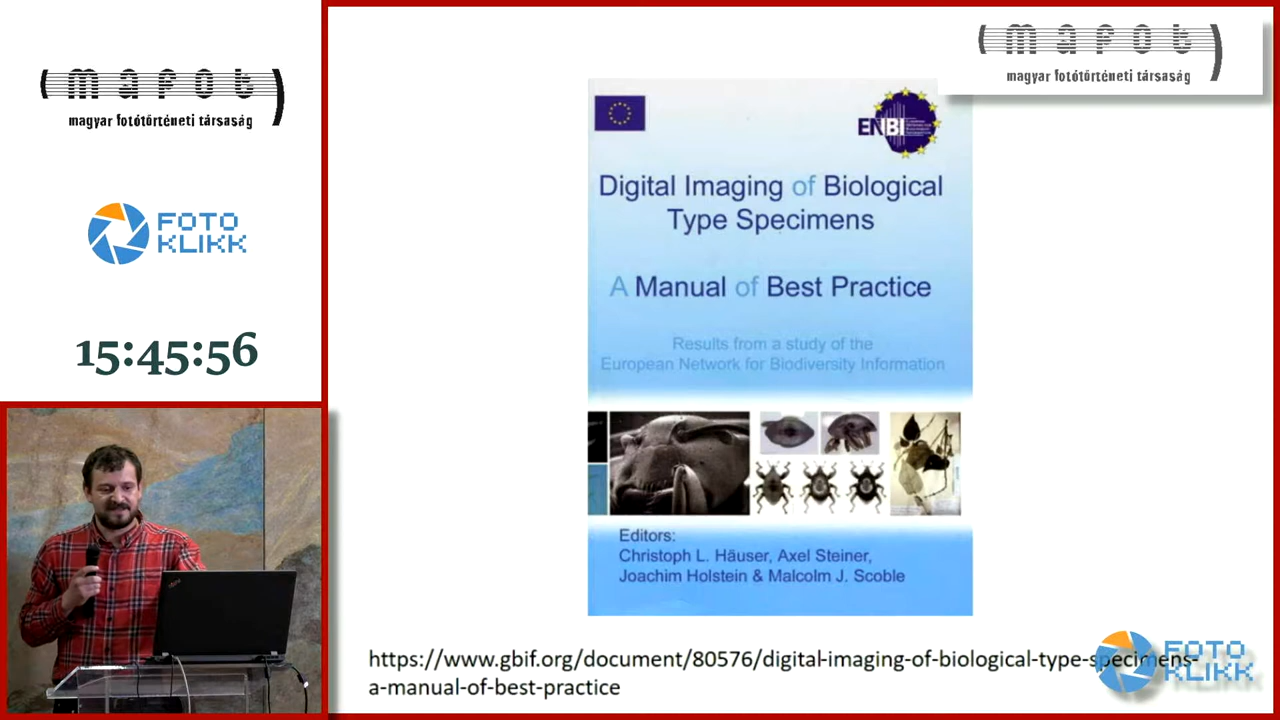 (mafot)
magyar fotótörténeti társaság
FOTO
KLIKK
15:45:56
(mafot)
magyar fotótörténeti társaság
ENBI
Digital Imaging of Biological
Type Specimens
A Manual of Best Practice
Results from a study of the
European Network for Biodiversity Information
Editors:
Christoph L. Häuser, Axel Steiner,
Joachim Holstein & Malcolm J. Scoble
https://www.gbif.org/document/80576/digital-imaging-of-biological-type-specimens-
a-manual-of-best-practice
FOTO
KLIKK